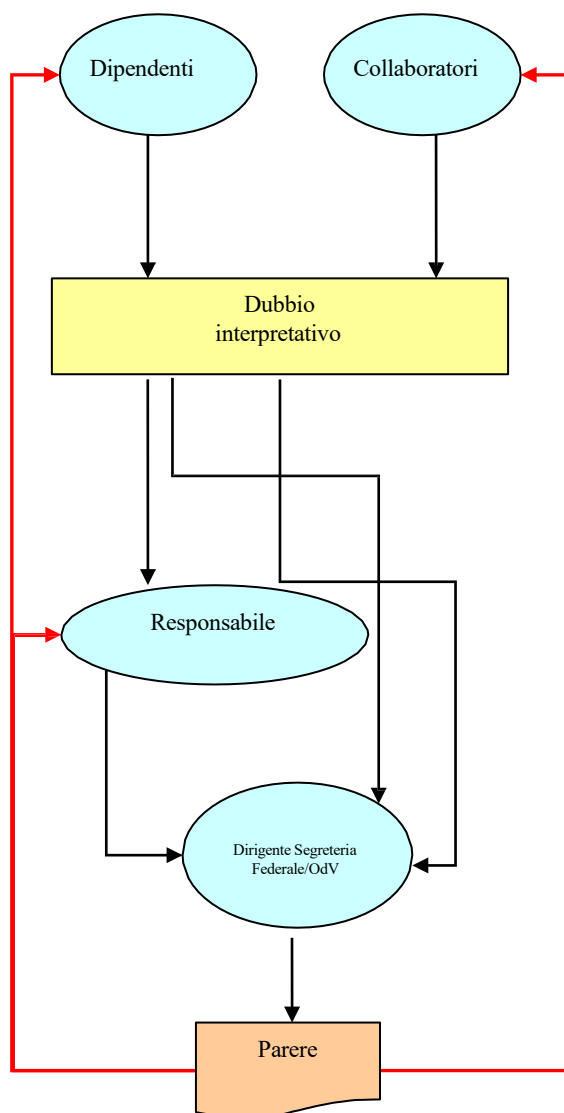 Dipendenti
Collaboratori
Dubbio
interpretativo
Responsabile
Dirigente Segreteria
Federale/OdV
Parere